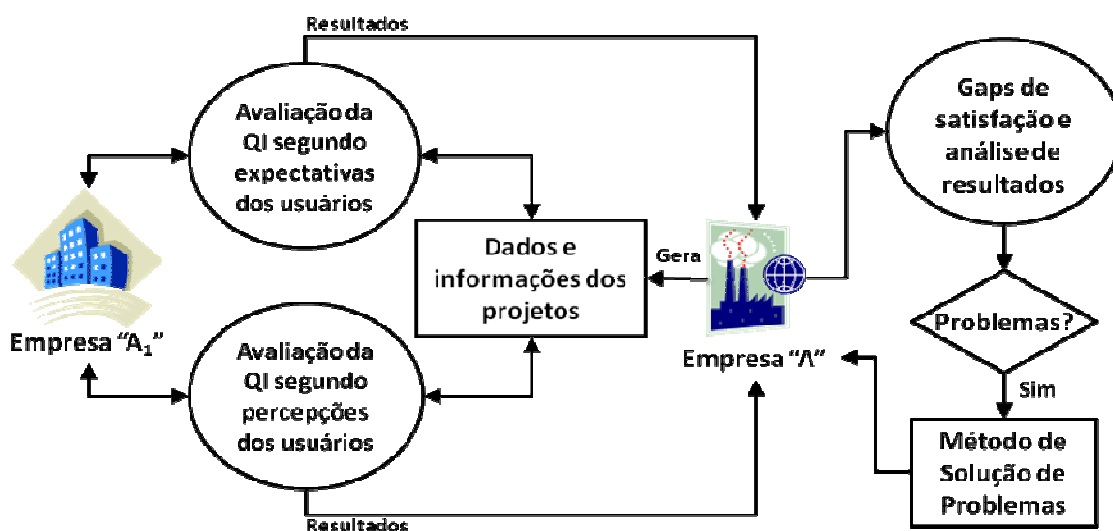 Resultados
Avaliação da
QI segundo
expectativas
dos usuários
Gaps de
satisfação e
análise de
resultados
Dados e
informações dos
projetos
Gera
Empresa “A₁”
Avaliação da
QI segundo
percepções
dos usuários
Empresa “A”
Problemas?
Sim
Método de
Solução de
Problemas
Resultados